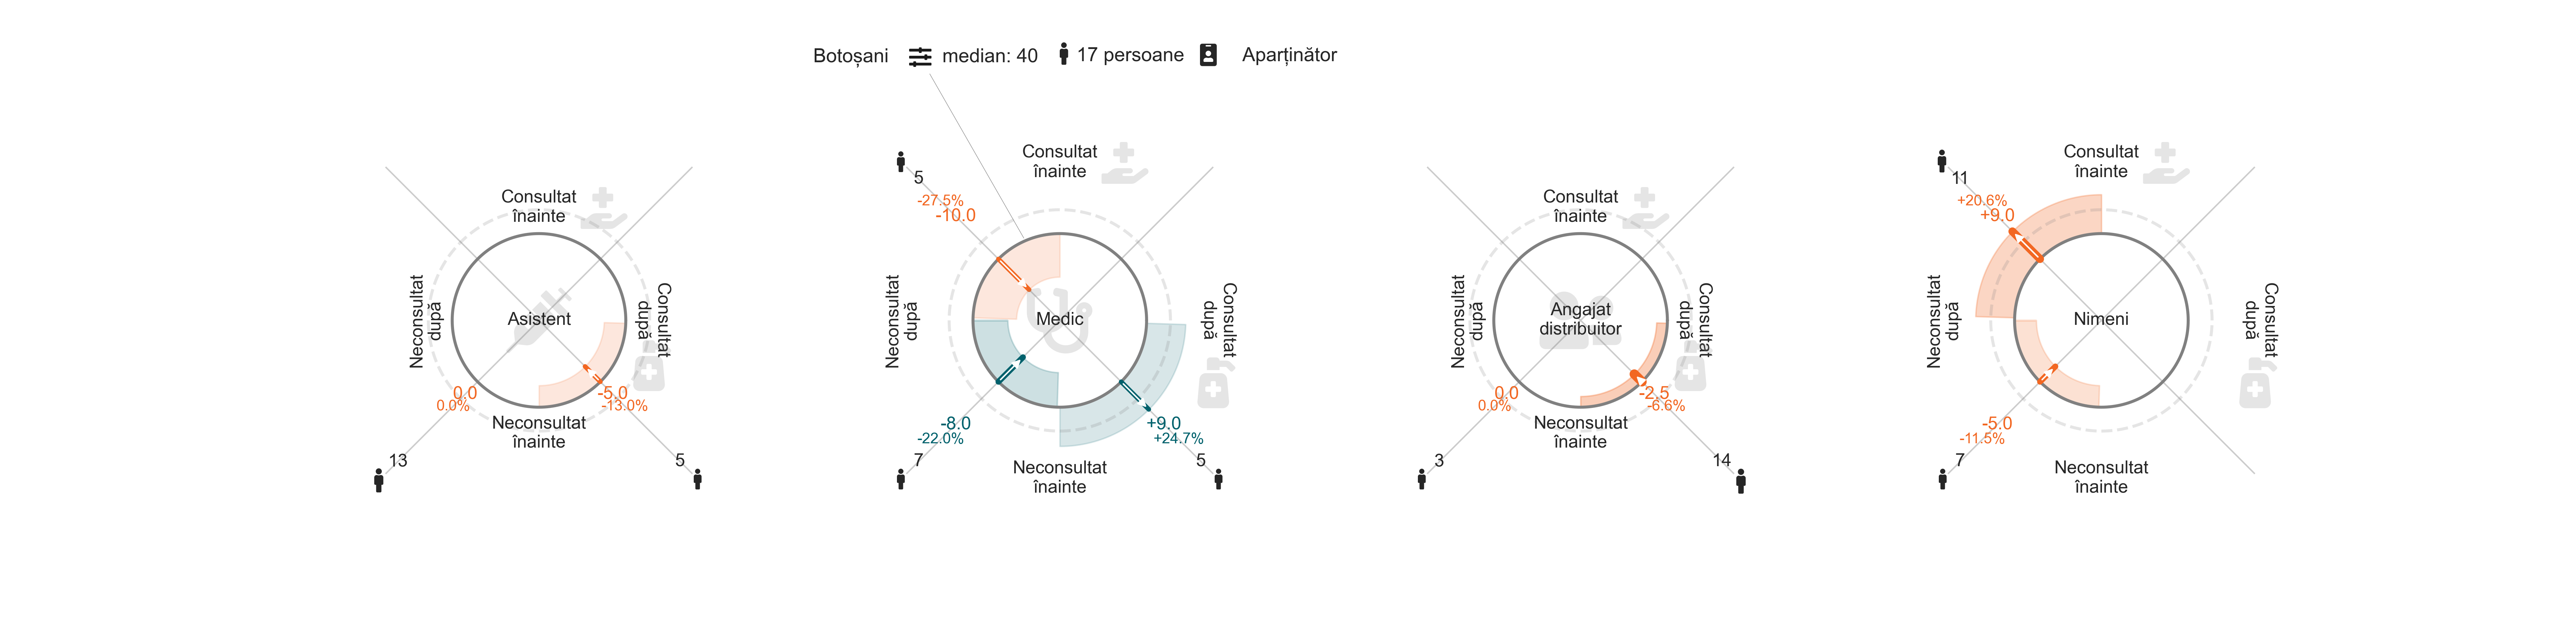 Botoșani median: 40 17 persoane Aparținător
Consultat
înainte
Neconsultat
după
Asistent
Consultat
după
0.0
0.0%
-5.0
-13.0%
Neconsultat
înainte
13
5
Consultat
înainte
5
-27.5%
-10.0
Neconsultat
după
Medic
Consultat
după
-8.0
-22.0%
+9.0
+24.7%
7
5
Neconsultat
înainte
Consultat
înainte
Neconsultat
după
Angajat
distribuitor
Consultat
după
0.0
0.0%
-2.5
-6.6%
Neconsultat
înainte
3
14
Consultat
înainte
11
+20.6%
+9.0
Neconsultat
după
Nimeni
Consultat
după
-5.0
-11.5%
7
Neconsultat
înainte